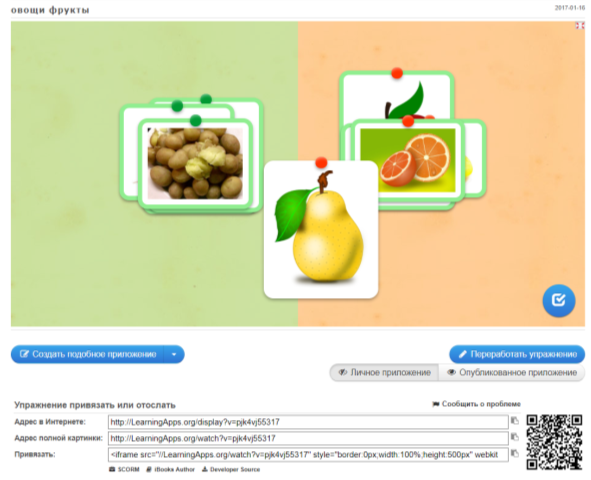 овощи фрукты
2017-01-16
Создать подобное приложение
Переработать упражнение
Личное приложение
Опубликованное приложение
Упражнение привязать или отослать
Сообщить о проблеме
Адрес в Интернете: http://LearningApps.org/display?v=pjk4vj55317
Адрес полной картинки: http://LearningApps.org/watch?v=pjk4vj55317
Привязать: <iframe src="//LearningApps.org/watch?v=pjk4vj55317" style="border:0px;width:100%;height:500px" webkit
SCORM iBooks Author Developer Source